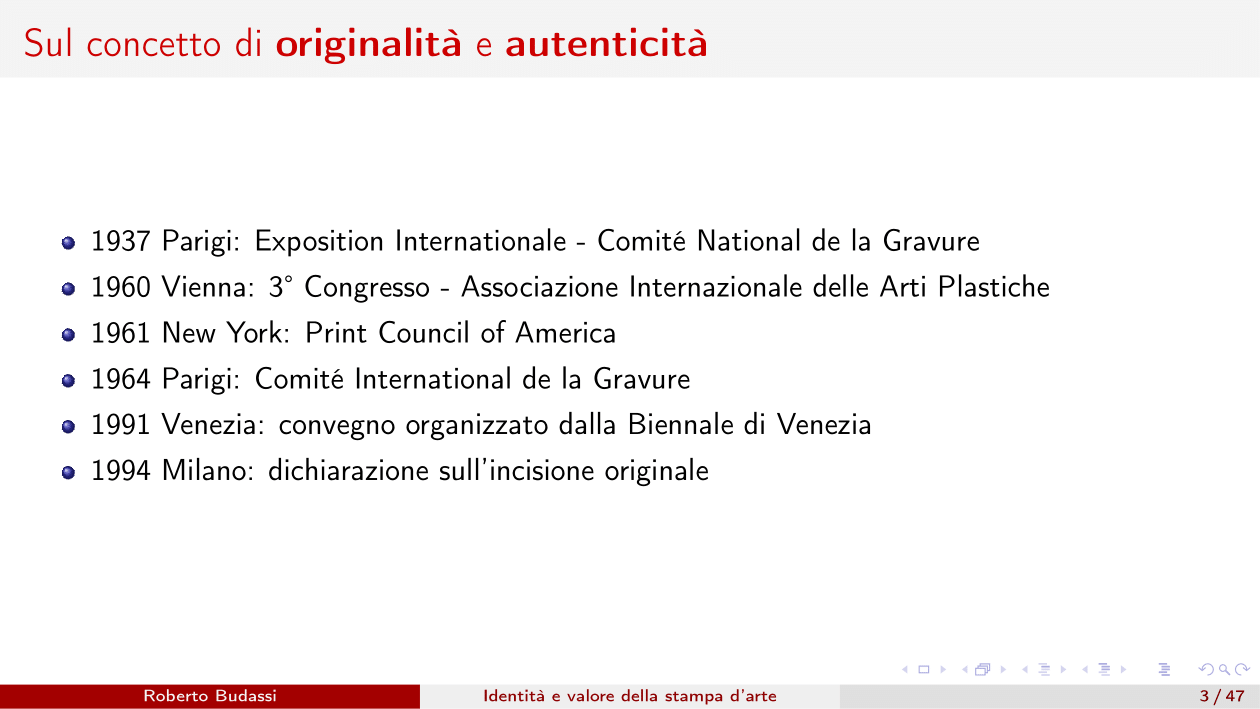 Sul concetto di originalità e autenticità
1937 Parigi: Exposition Internationale - Comité National de la Gravure
1960 Vienna: 3° Congresso - Associazione Internazionale delle Arti Plastiche
1961 New York: Print Council of America
1964 Parigi: Comité International de la Gravure
1991 Venezia: convegno organizzato dalla Biennale di Venezia
1994 Milano: dichiarazione sull'incisione originale
Roberto Budassi
Identità e valore della stampa d'arte
3 / 47